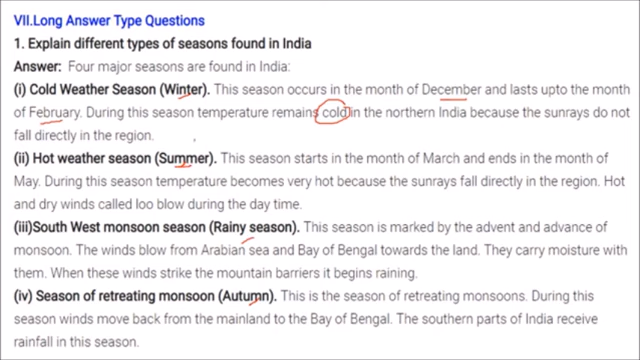 VII.Long Answer Type Questions
1. Explain different types of seasons found in India
Answer: Four major seasons are found in India:
(i) Cold Weather Season (Winter). This season occurs in the month of December and lasts upto the month
of February. During this season temperature remains cold in the northern India because the sunrays do not
fall directly in the region.
(ii) Hot weather season (Summer). This season starts in the month of March and ends in the month of
May. During this season temperature becomes very hot because the sunrays fall directly in the region. Hot
and dry winds called loo blow during the day time.
(iii)South West monsoon season (Rainy season). This season is marked by the advent and advance of
monsoon. The winds blow from Arabian sea and Bay of Bengal towards the land. They carry moisture with
them. When these winds strike the mountain barriers it begins raining.
(iv) Season of retreating monsoon (Autumn). This is the season of retreating monsoons. During this
season winds move back from the mainland to the Bay of Bengal. The southern parts of India receive
rainfall in this season.